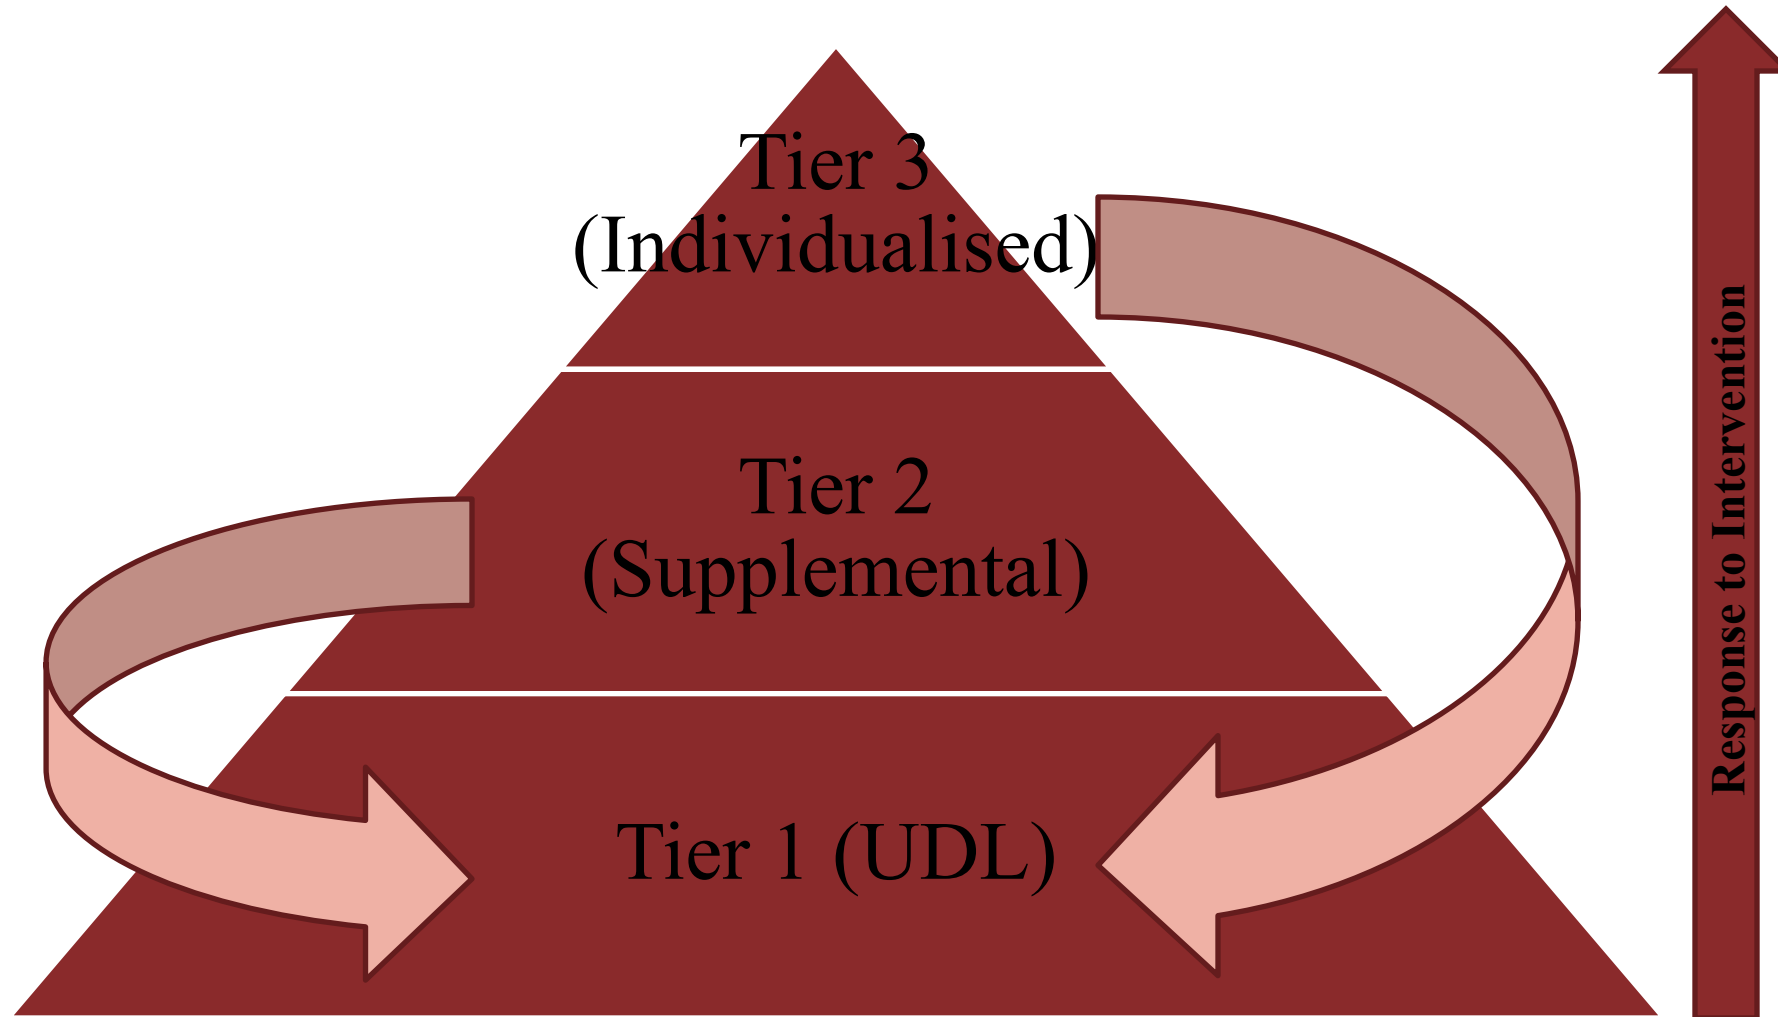 Tier 3
(Individualised)
Tier 2
(Supplemental)
Tier 1 (UDL)
Response to Intervention